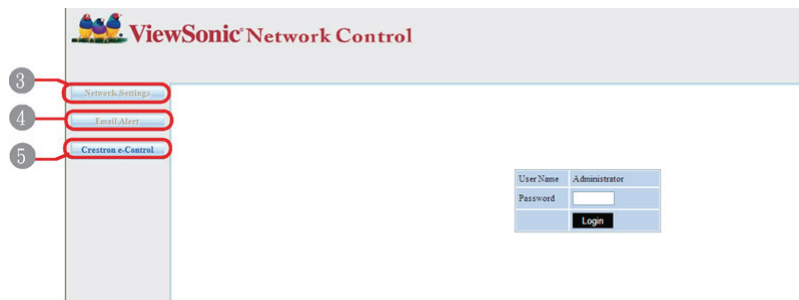 ViewSonic® Network Control
3
Network Settings
4
Email Alert
5
Crestron e-Control
User Name Administrator
Password
Login